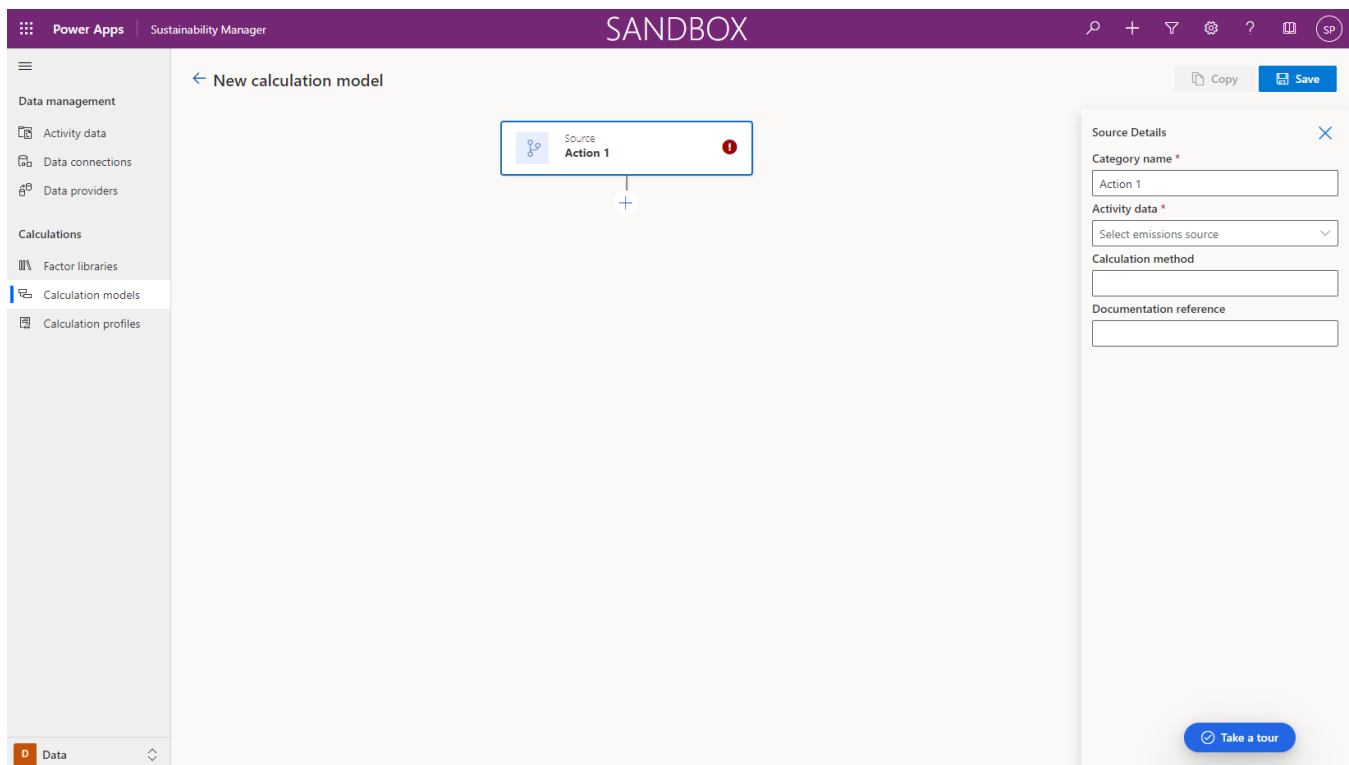 Power Apps
Sustainability Manager
SANDBOX
SP
New calculation model
Copy
Save
Data management
Activity data
Data connections
Data providers
Calculations
Factor libraries
Calculation models
Calculation profiles
Source
Action 1
Source Details
Category name *
Action 1
Activity data *
Select emissions source
Calculation method
Documentation reference
Take a tour
D Data